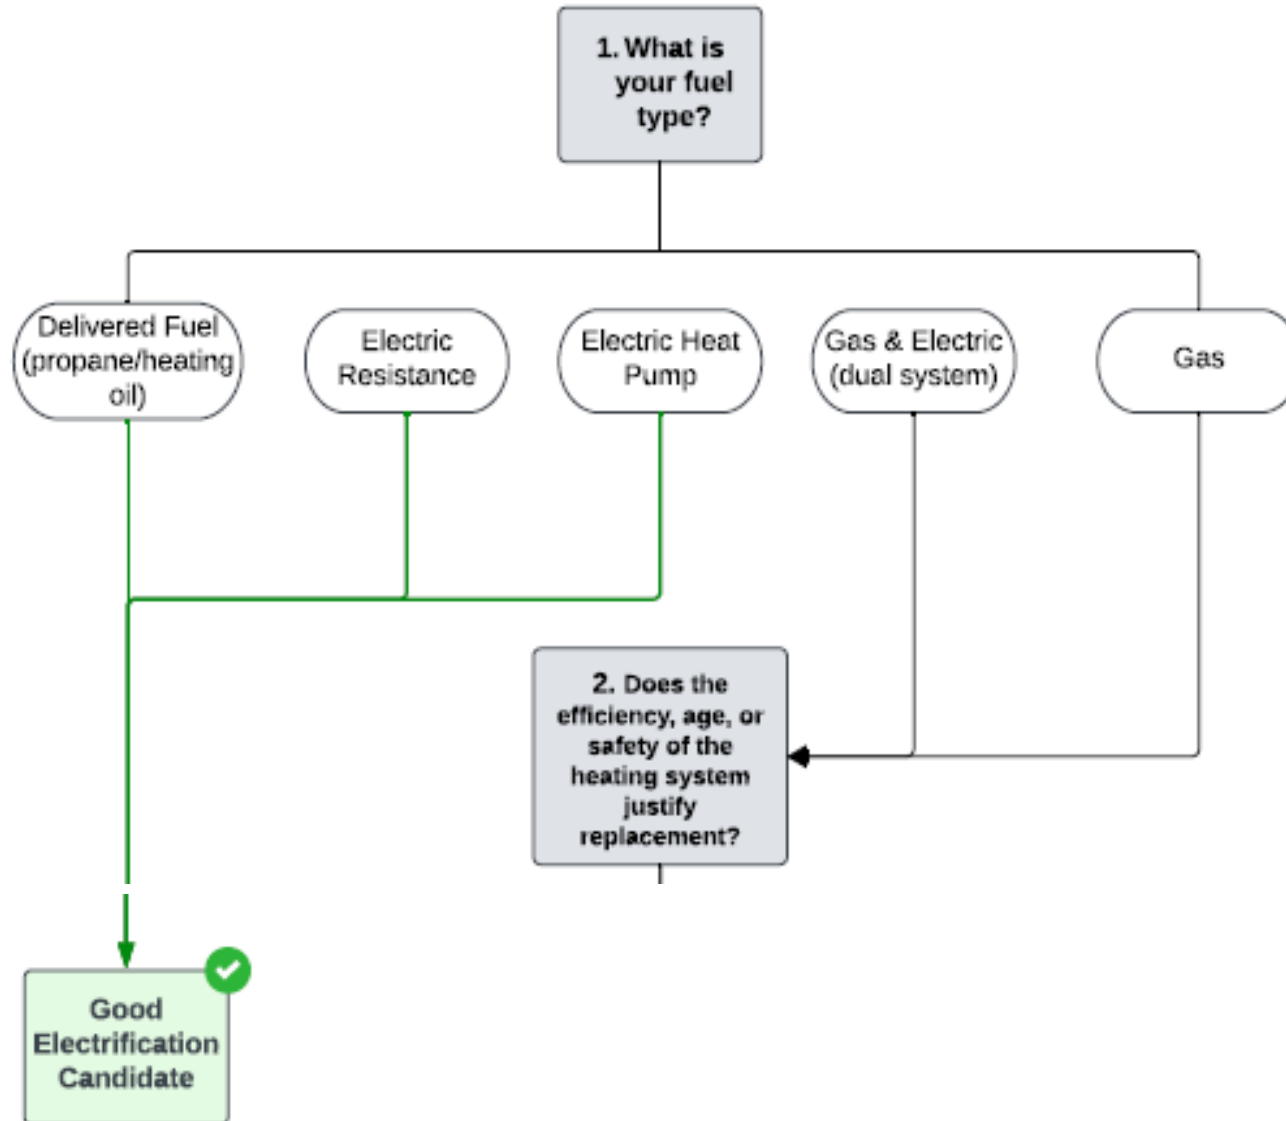 1. What is
your fuel
type?
Delivered Fuel
(propane/heating
oil)
Electric
Resistance
Electric Heat
Pump
Gas & Electric
(dual system)
Gas
2. Does the
efficiency, age, or
safety of the
heating system
justify
replacement?
Good
Electrification
Candidate